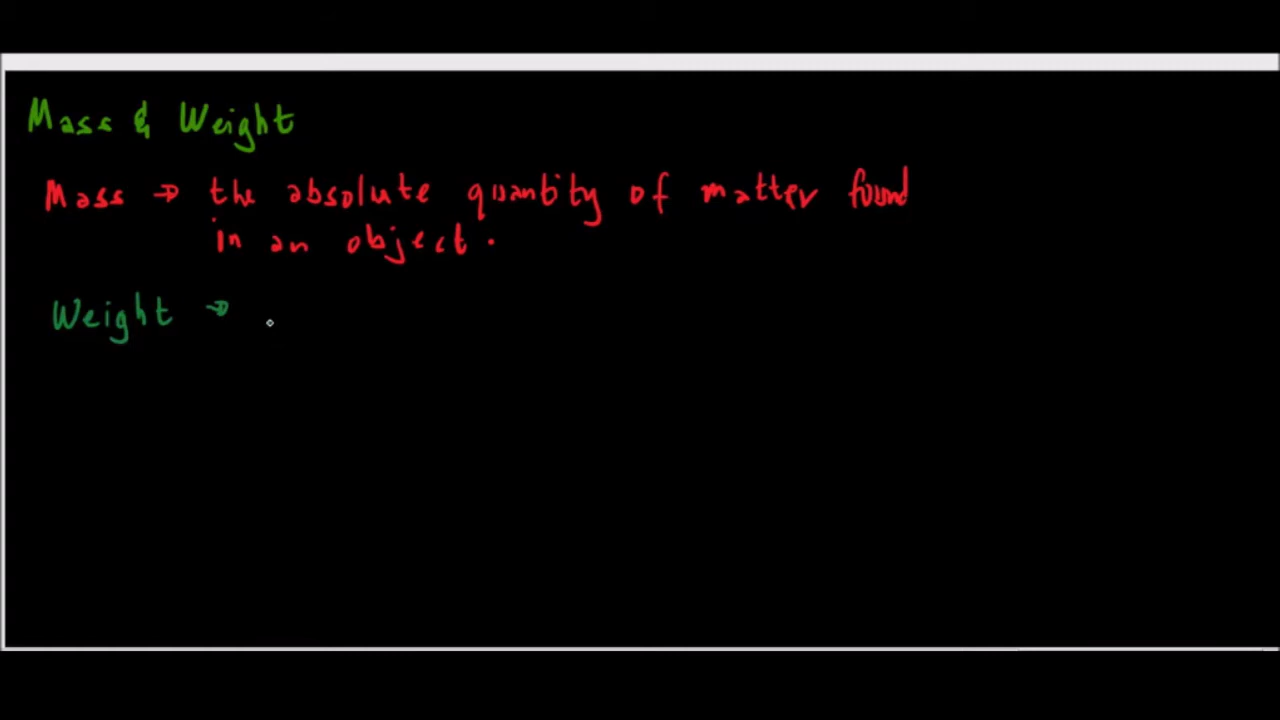 Mass & Weight
Mass → the absolute quantity of matter found
in an object.
Weight →